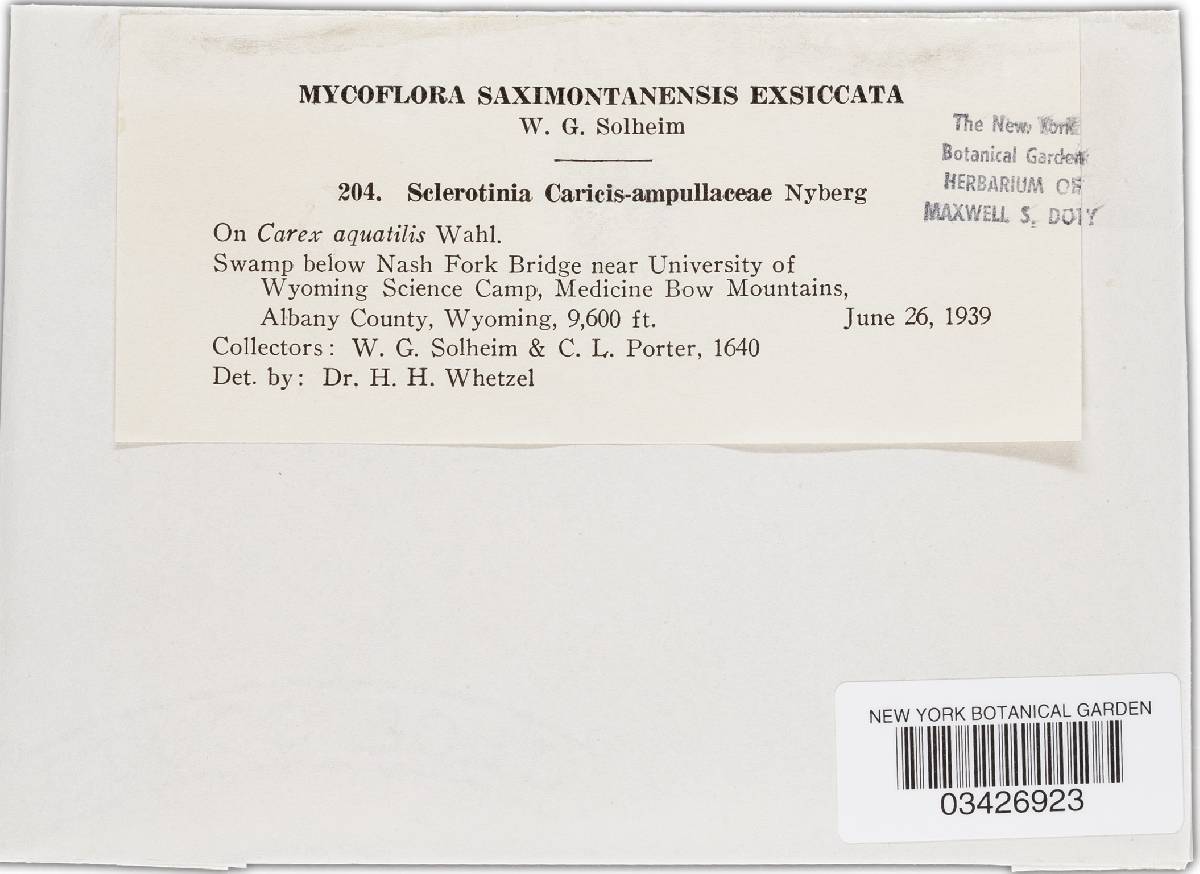 MYCOFLORA SAXIMONTANENSIS EXSICCATA
W. G. Solheim
The New York
Botanical Garden
HERBARIUM OF
MAXWELL S. DOTY
204. Sclerotinia Caricis-ampullaceae Nyberg
On Carex aquatilis Wahl.
Swamp below Nash Fork Bridge near University of
Wyoming Science Camp, Medicine Bow Mountains,
Albany County, Wyoming, 9,600 ft. June 26, 1939
Collectors: W. G. Solheim & C. L. Porter, 1640
Det. by: Dr. H. H. Whetzel
NEW YORK BOTANICAL GARDEN
03426923